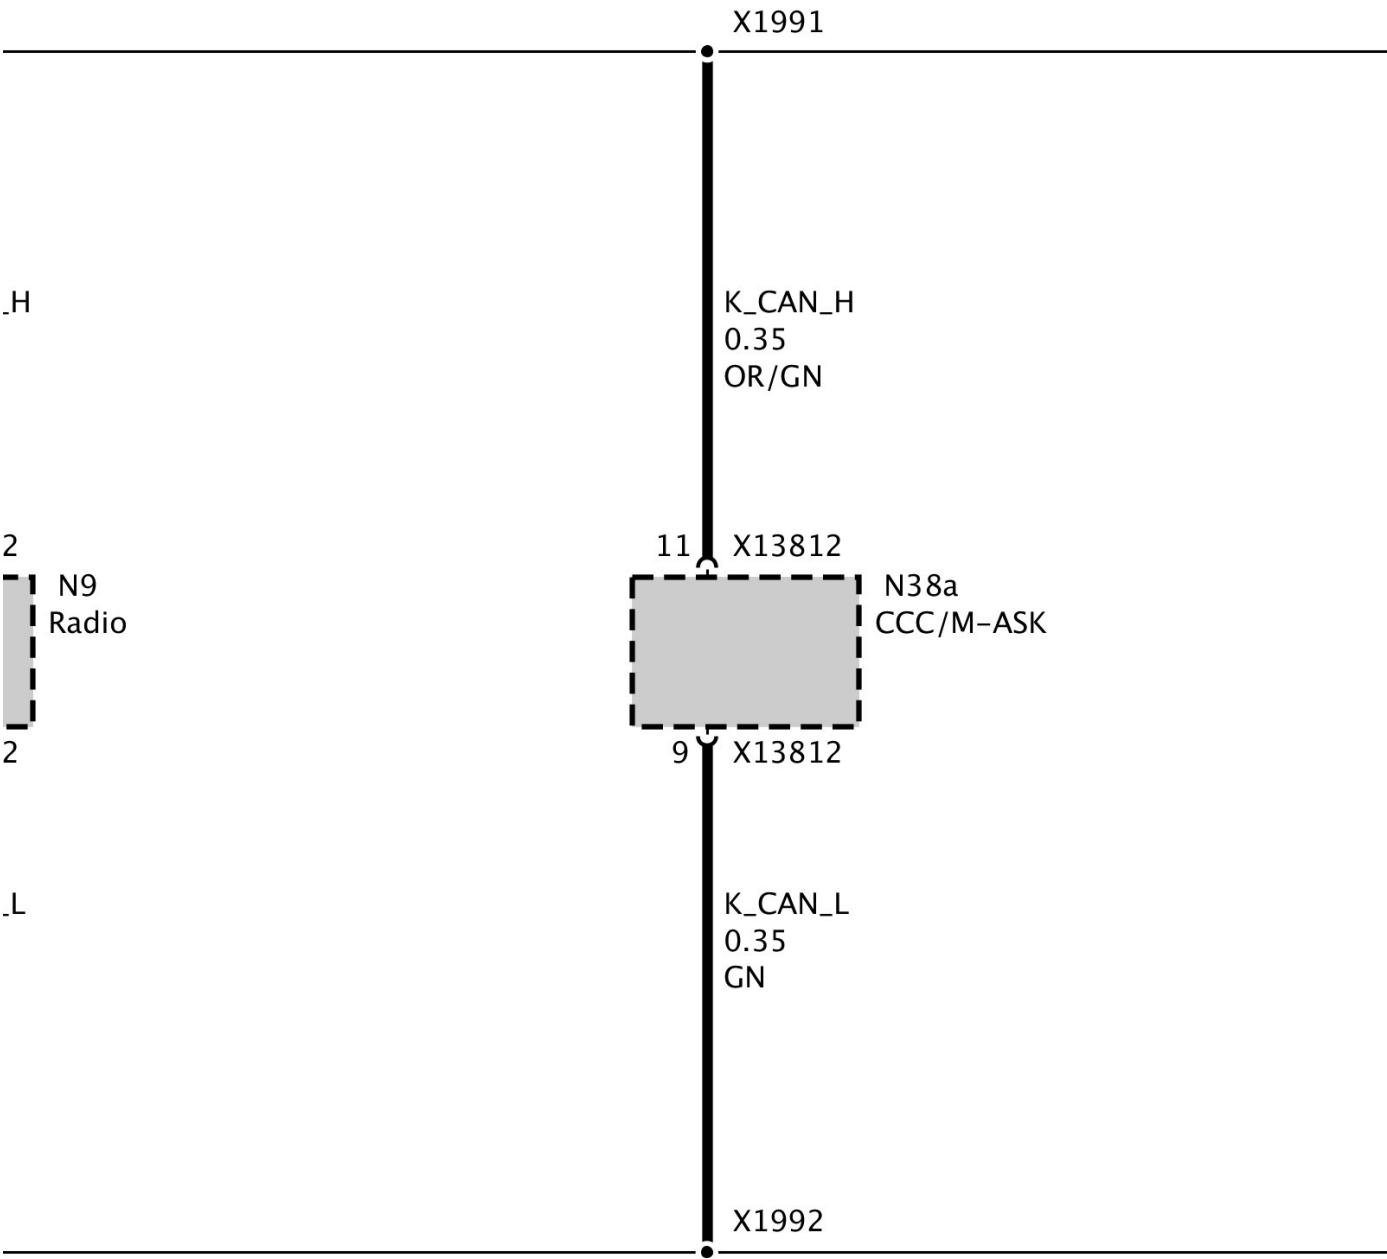 X1991
_H
K_CAN_H
0.35
OR/GN
2
11
X13812
N9
Radio
N38a
CCC/M-ASK
2
9
X13812
_L
K_CAN_L
0.35
GN
X1992